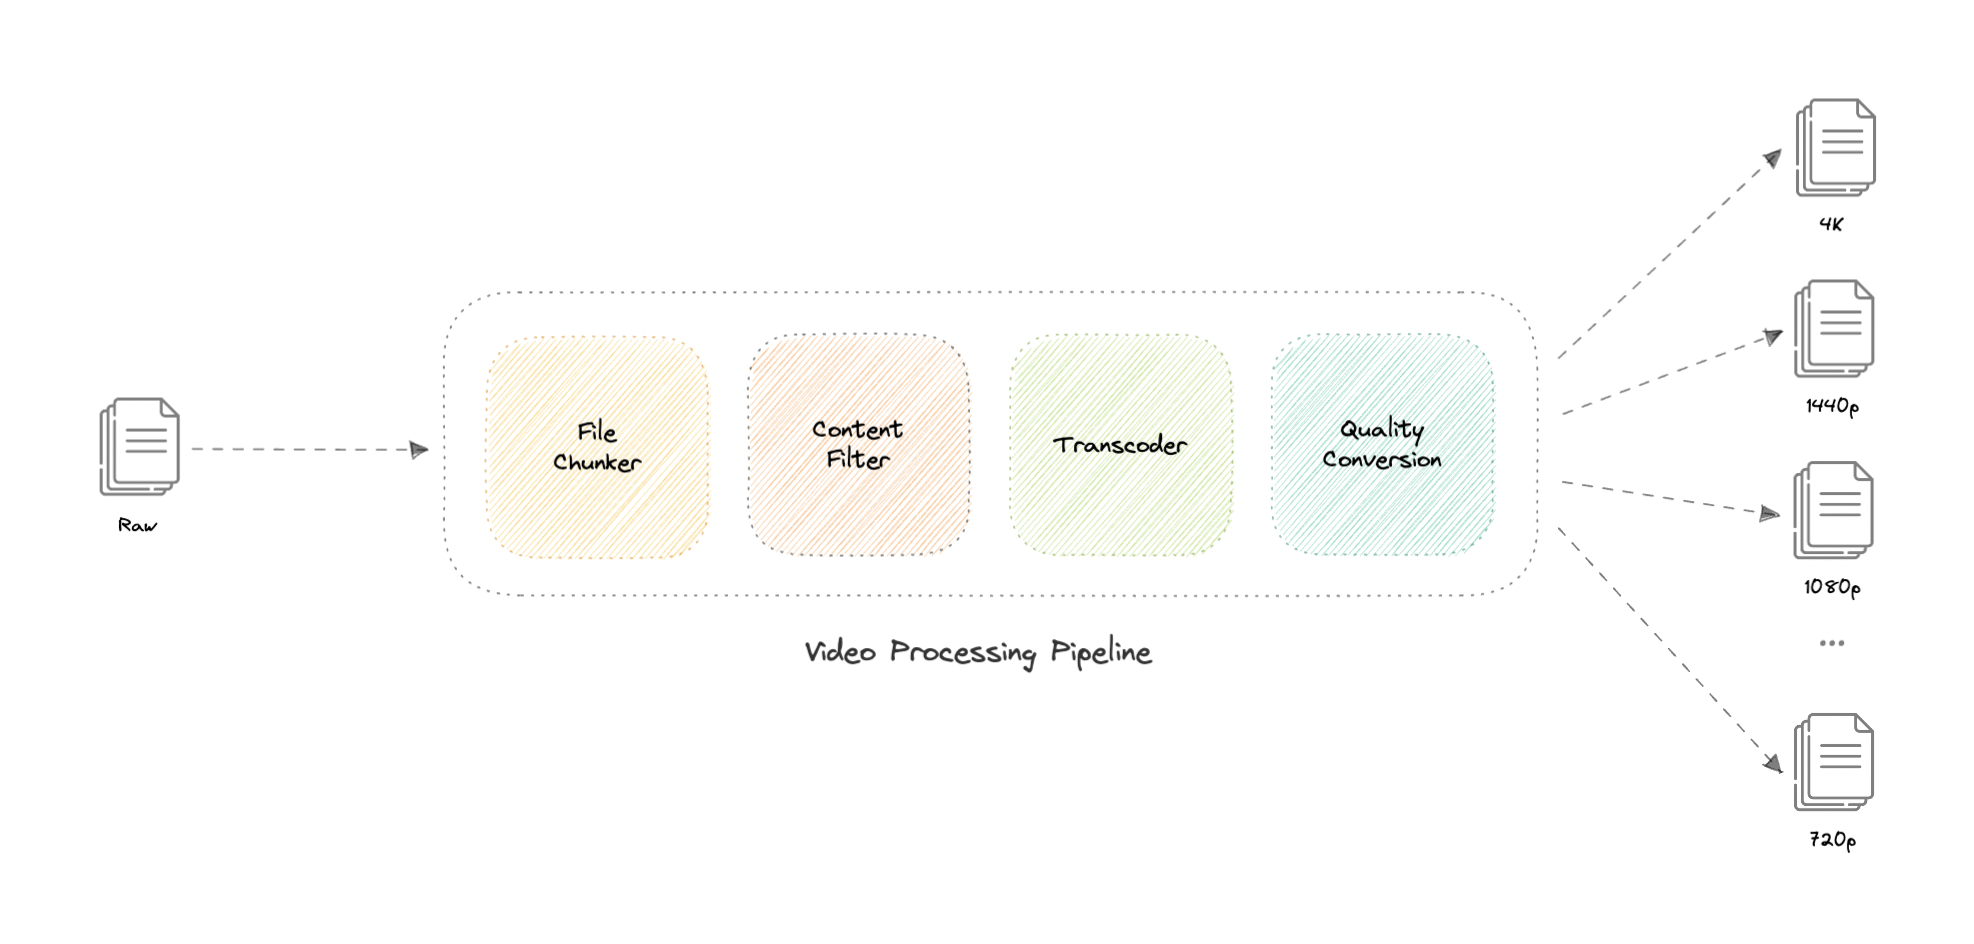 Raw
File
Chunker
Content
Filter
Transcoder
Quality
Conversion
Video Processing Pipeline
4K
1440p
1080p
...
720p